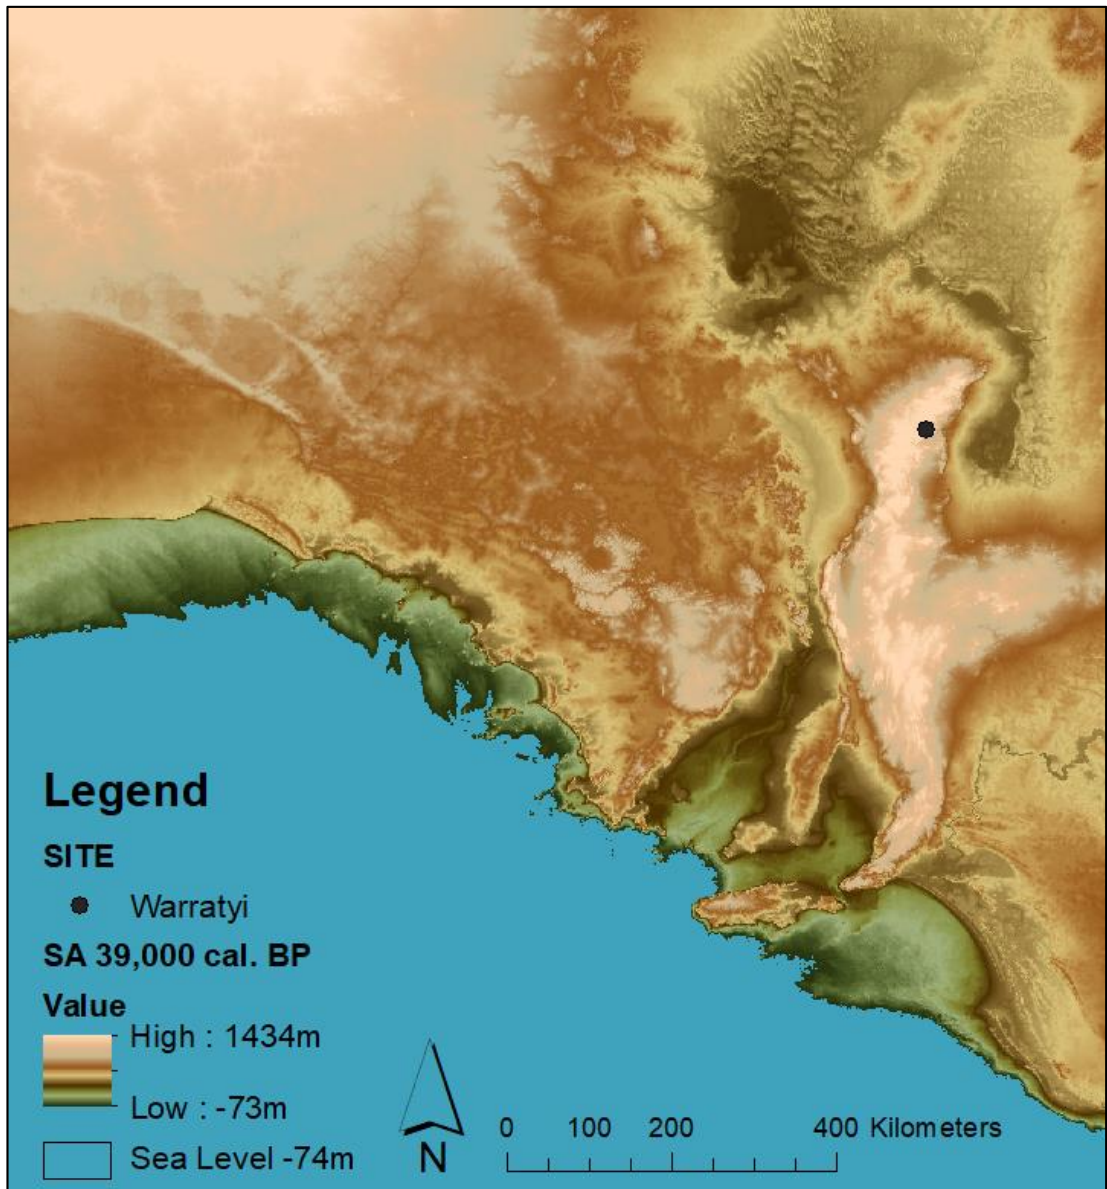 Legend
SITE
Warratyi
SA 39,000 cal. BP
Value
High : 1434m
Low : -73m
Sea Level -74m
N
0 100 200 400 Kilometers